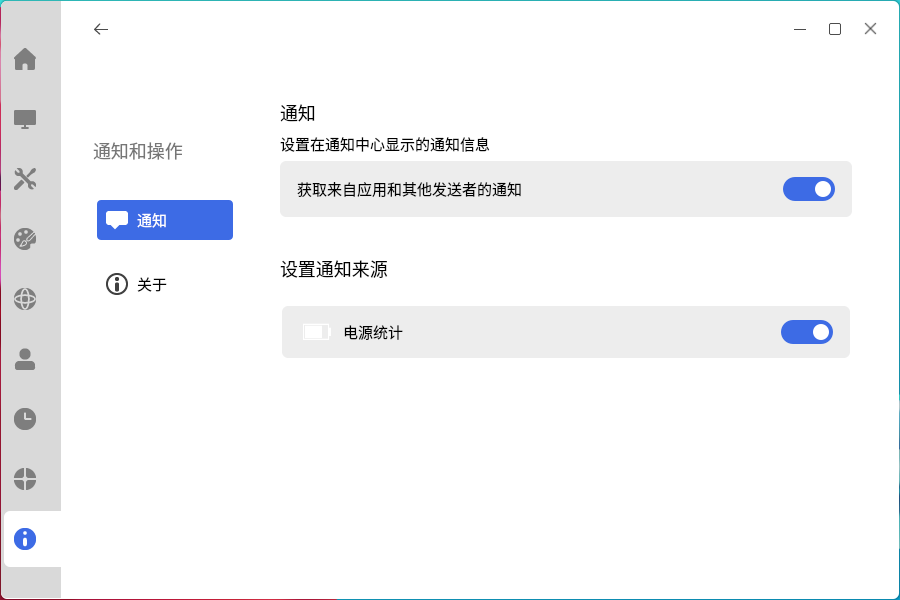 通知和操作
通知
关于
通知
设置在通知中心显示的通知信息
获取来自应用和其他发送者的通知
设置通知来源
电源统计